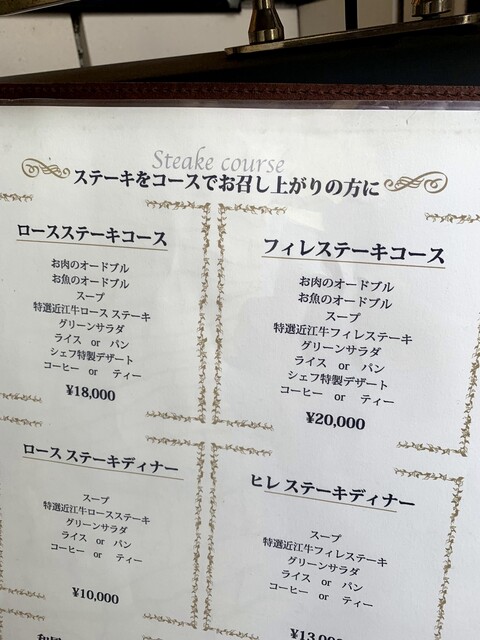 Steake course
ステーキをコースでお召し上がりの方に
ロースステーキコース
お肉のオードブル
お魚のオードブル
スープ
特選近江牛ロース ステーキ
グリーンサラダ
ライス or パン
シェフ特製デザート
コーヒー or ティー
¥18,000
フィレステーキコース
お肉のオードブル
お魚のオードブル
スープ
特選近江牛フィレステーキ
グリーンサラダ
ライス or パン
シェフ特製デザート
コーヒー or ティー
¥20,000
ロース ステーキディナー
スープ
特選近江牛ロースステーキ
グリーンサラダ
ライス or パン
コーヒー or ティー
¥10,000
ヒレ ステーキディナー
スープ
特選近江牛フィレステーキ
グリーンサラダ
ライス or パン
コーヒー or ティー
¥13,000